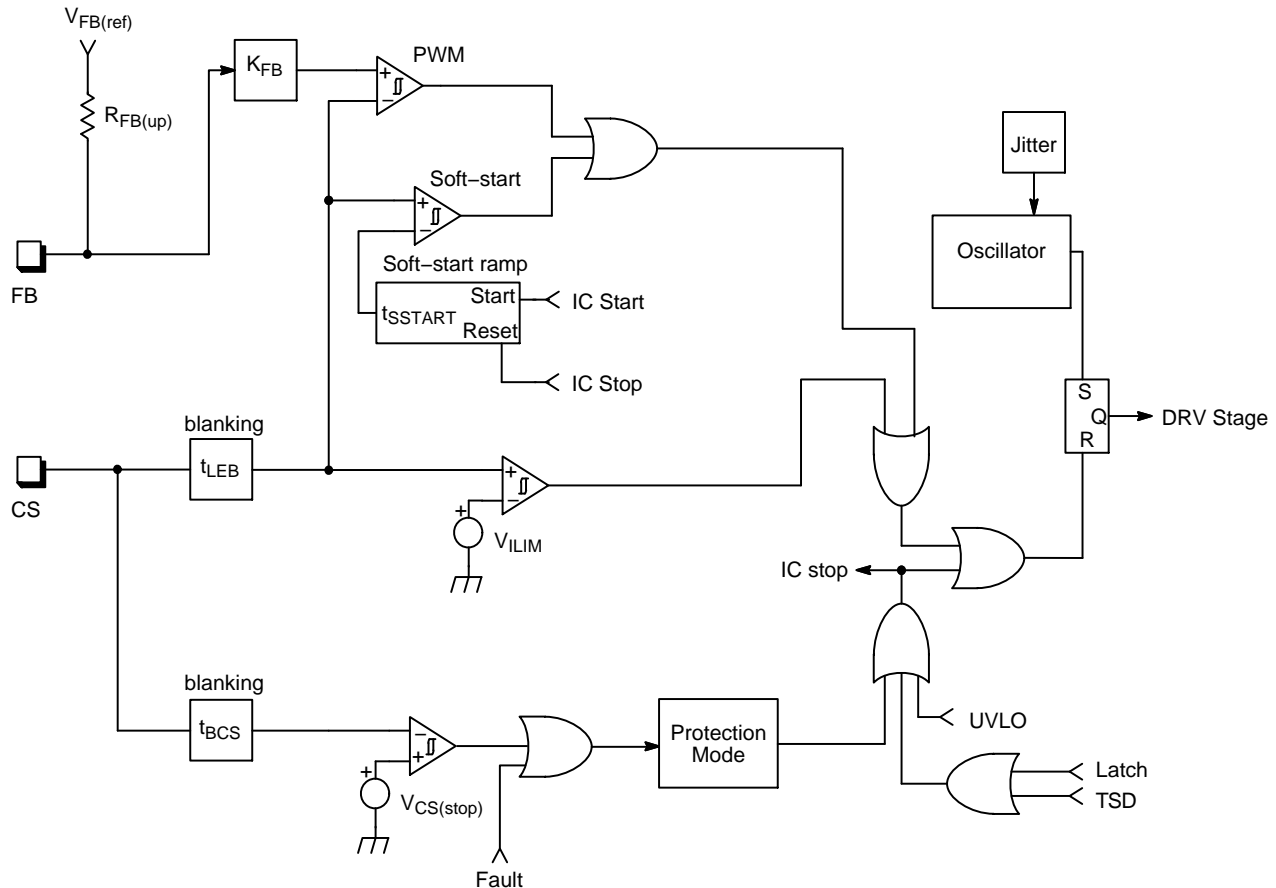 VFB(ref)
KFB
+
−
PWM
RFB(up)
Jitter
Soft−start
+
−
Oscillator
FB
Soft−start ramp
Start
IC Start
tSSTART
Reset
IC Stop
S
Q
R
DRV Stage
blanking
tLEB
CS
+
−
+
VILIM
IC stop
blanking
tBCS
−
+
+
VCS(stop)
Protection
Mode
UVLO
Latch
TSD
Fault